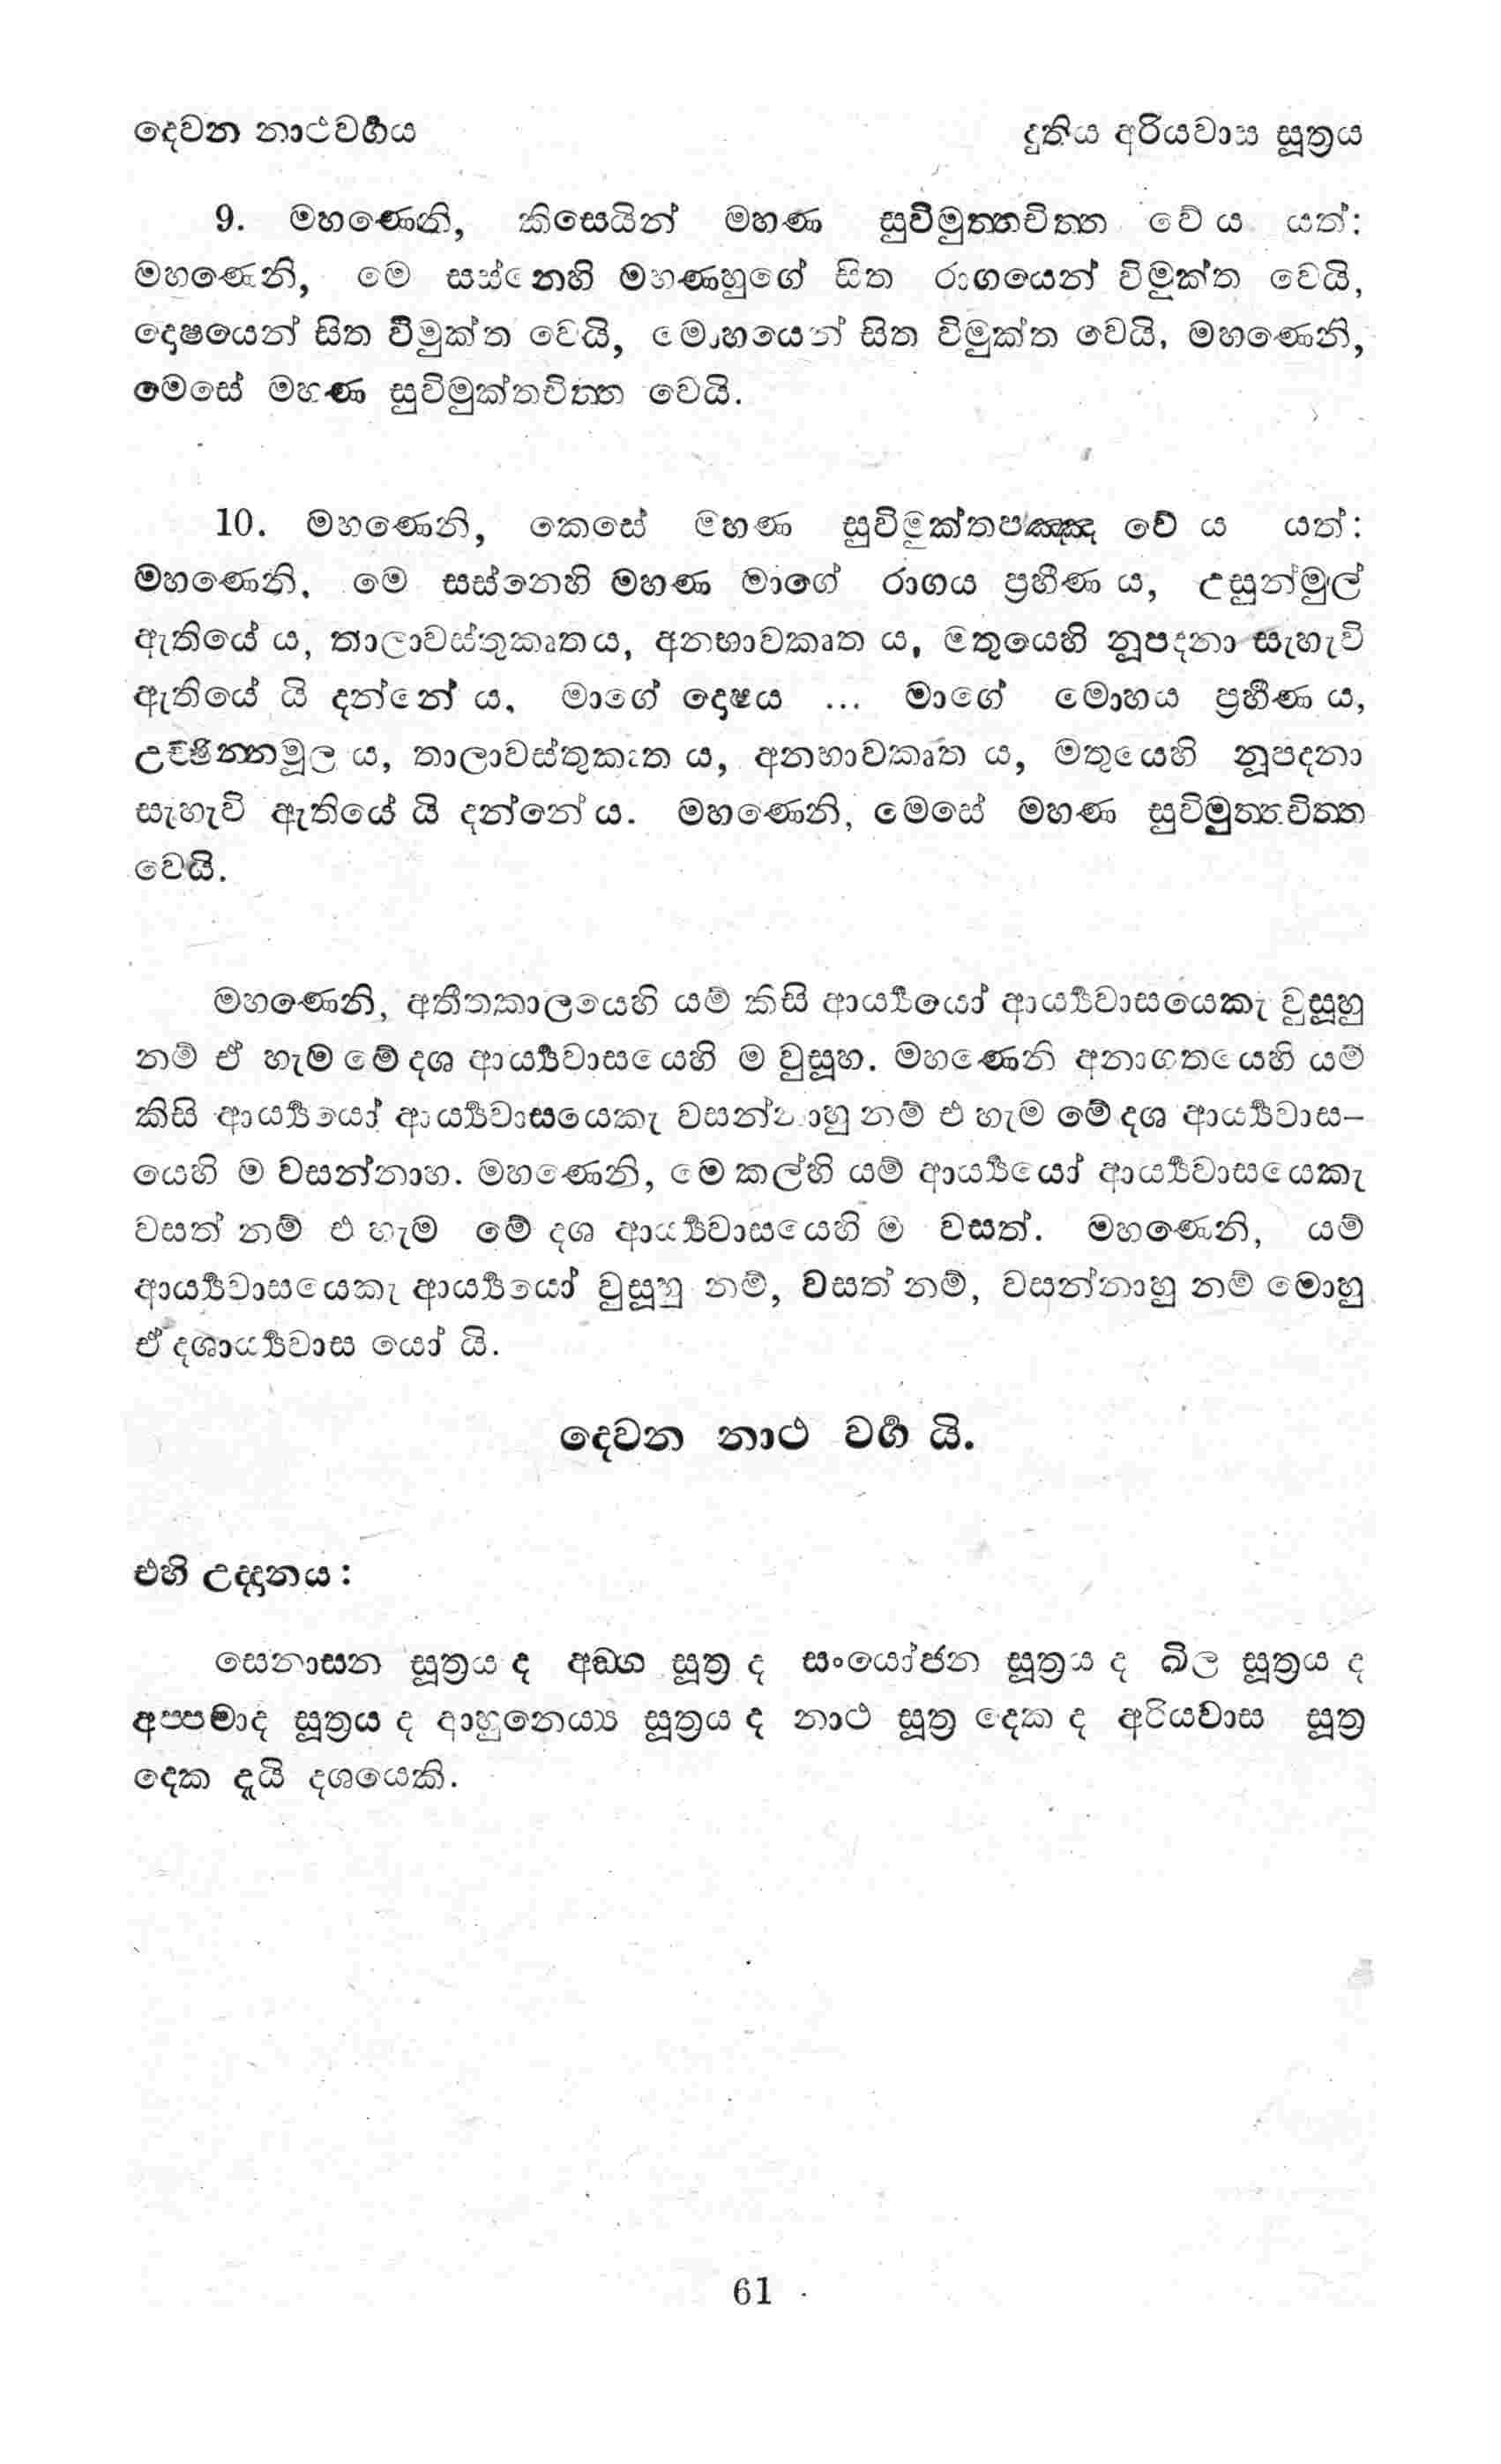 දෙවන නාථවර්‍ගය
දුතිය අරියවාස සූත්‍රය
9. මහණෙනි, කිසෙයින් මහණ සුවිමුත්තචිත්ත වේ ය යත්:
මහණෙනි, මෙ සස්නෙහි මහණහුගේ සිත රාගයෙන් විමුක්ත වෙයි,
දොෂයෙන් සිත විමුක්ත වෙයි, මොහයෙන් සිත විමුක්ත වෙයි, මහණෙනි,
මෙසේ මහණ සුවිමුක්තචිත්ත වෙයි.
10. මහණෙනි, කෙසේ මහණ සුවිමුක්තපඤ්ඤ වේ ය යත්:
මහණෙනි, මෙ සස්නෙහි මහණ මාගේ රාගය ප්‍රහීණ ය, උසුන්මුල්
ඇතියේ ය, තාලාවස්තුකෘතය, අනභාවකෘත ය, මතුයෙහි නූපදනා සැහැවි
ඇතියේ යි දන්නේ ය. මාගේ දොෂය ... මාගේ මොහය ප්‍රහීණ ය,
උච්ඡින්නමූල ය, තාලාවස්තුකෘත ය, අනභාවකෘත ය, මතුයෙහි නූපදනා
සැහැවි ඇතියේ යි දන්නේ ය. මහණෙනි, මෙසේ මහණ සුවිමුත්තචිත්ත
වෙයි.
මහණෙනි, අතීතකාලයෙහි යම් කිසි ආර්‍ය්‍යයෝ ආර්‍ය්‍යවාසයෙකැ වුසූහු
නම් ඒ හැම මේ දශ ආර්‍ය්‍යවාසයෙහි ම වුසූහ. මහණෙනි අනාගතයෙහි යම්
කිසි ආර්‍ය්‍යයෝ ආර්‍ය්‍යවාසයෙකැ වසන්නාහු නම් එ හැම මේ දශ ආර්‍ය්‍යවාස–
යෙහි ම වසන්නාහ. මහණෙනි, මෙ කල්හි යම් ආර්‍ය්‍යයෝ ආර්‍ය්‍යවාසයෙකැ
වසත් නම් එ හැම මේ දශ ආර්‍ය්‍යවාසයෙහි ම වසත්. මහණෙනි, යම්
ආර්‍ය්‍යවාසයෙකැ ආර්‍ය්‍යයෝ වුසූහු නම්, වසත් නම්, වසන්නාහු නම් මොහු
ඒ දශාර්‍ය්‍යවාස යෝ යි.
දෙවන නාථ වර්‍ග යි.
එහි උද්දානය :
සෙනාසන සූත්‍රය ද අඞ්ග සූත්‍ර ද සංයෝජන සූත්‍රය ද ඛිල සූත්‍රය ද
අප්පමාද සූත්‍රය ද ආහුනෙය්‍ය සූත්‍රය ද නාථ සූත්‍ර දෙක ද අරියවාස සූත්‍ර
දෙක දැයි දශයෙකි.
61